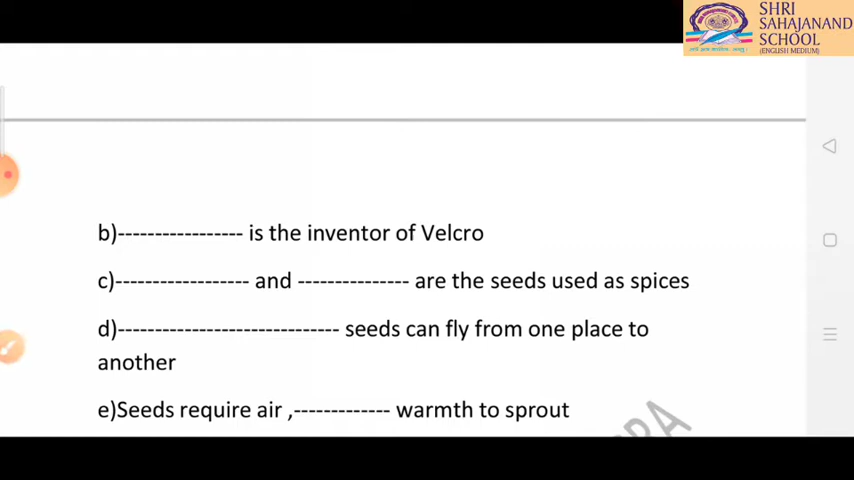 SHRI
SAHAJANAND
SCHOOL
(ENGLISH MEDIUM)
b)----------------- is the inventor of Velcro
c)------------------ and --------------- are the seeds used as spices
d)------------------------------ seeds can fly from one place to
another
e)Seeds require air ,------------- warmth to sprout